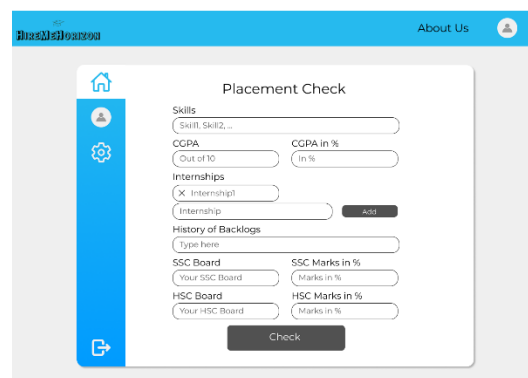 HireMeHorizon
About Us
Placement Check
Skills
Skill1, Skill2, ..
CGPA CGPA in %
Out of 10 In %
Internships
× Internship1
Internship Add
History of Backlogs
Type here
SSC Board SSC Marks in %
Your SSC Board Marks in %
HSC Board HSC Marks in %
Your HSC Board Marks in %
Check